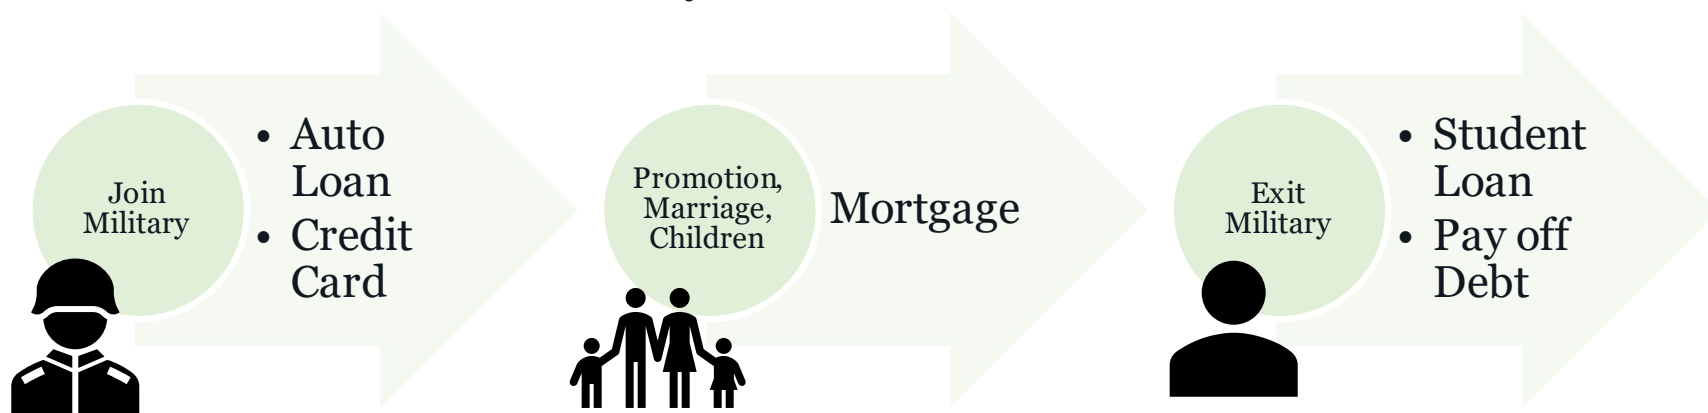 Join
Military
• Auto
Loan
• Credit
Card
Promotion,
Marriage,
Children
Mortgage
Exit
Military
• Student
Loan
• Pay off
Debt